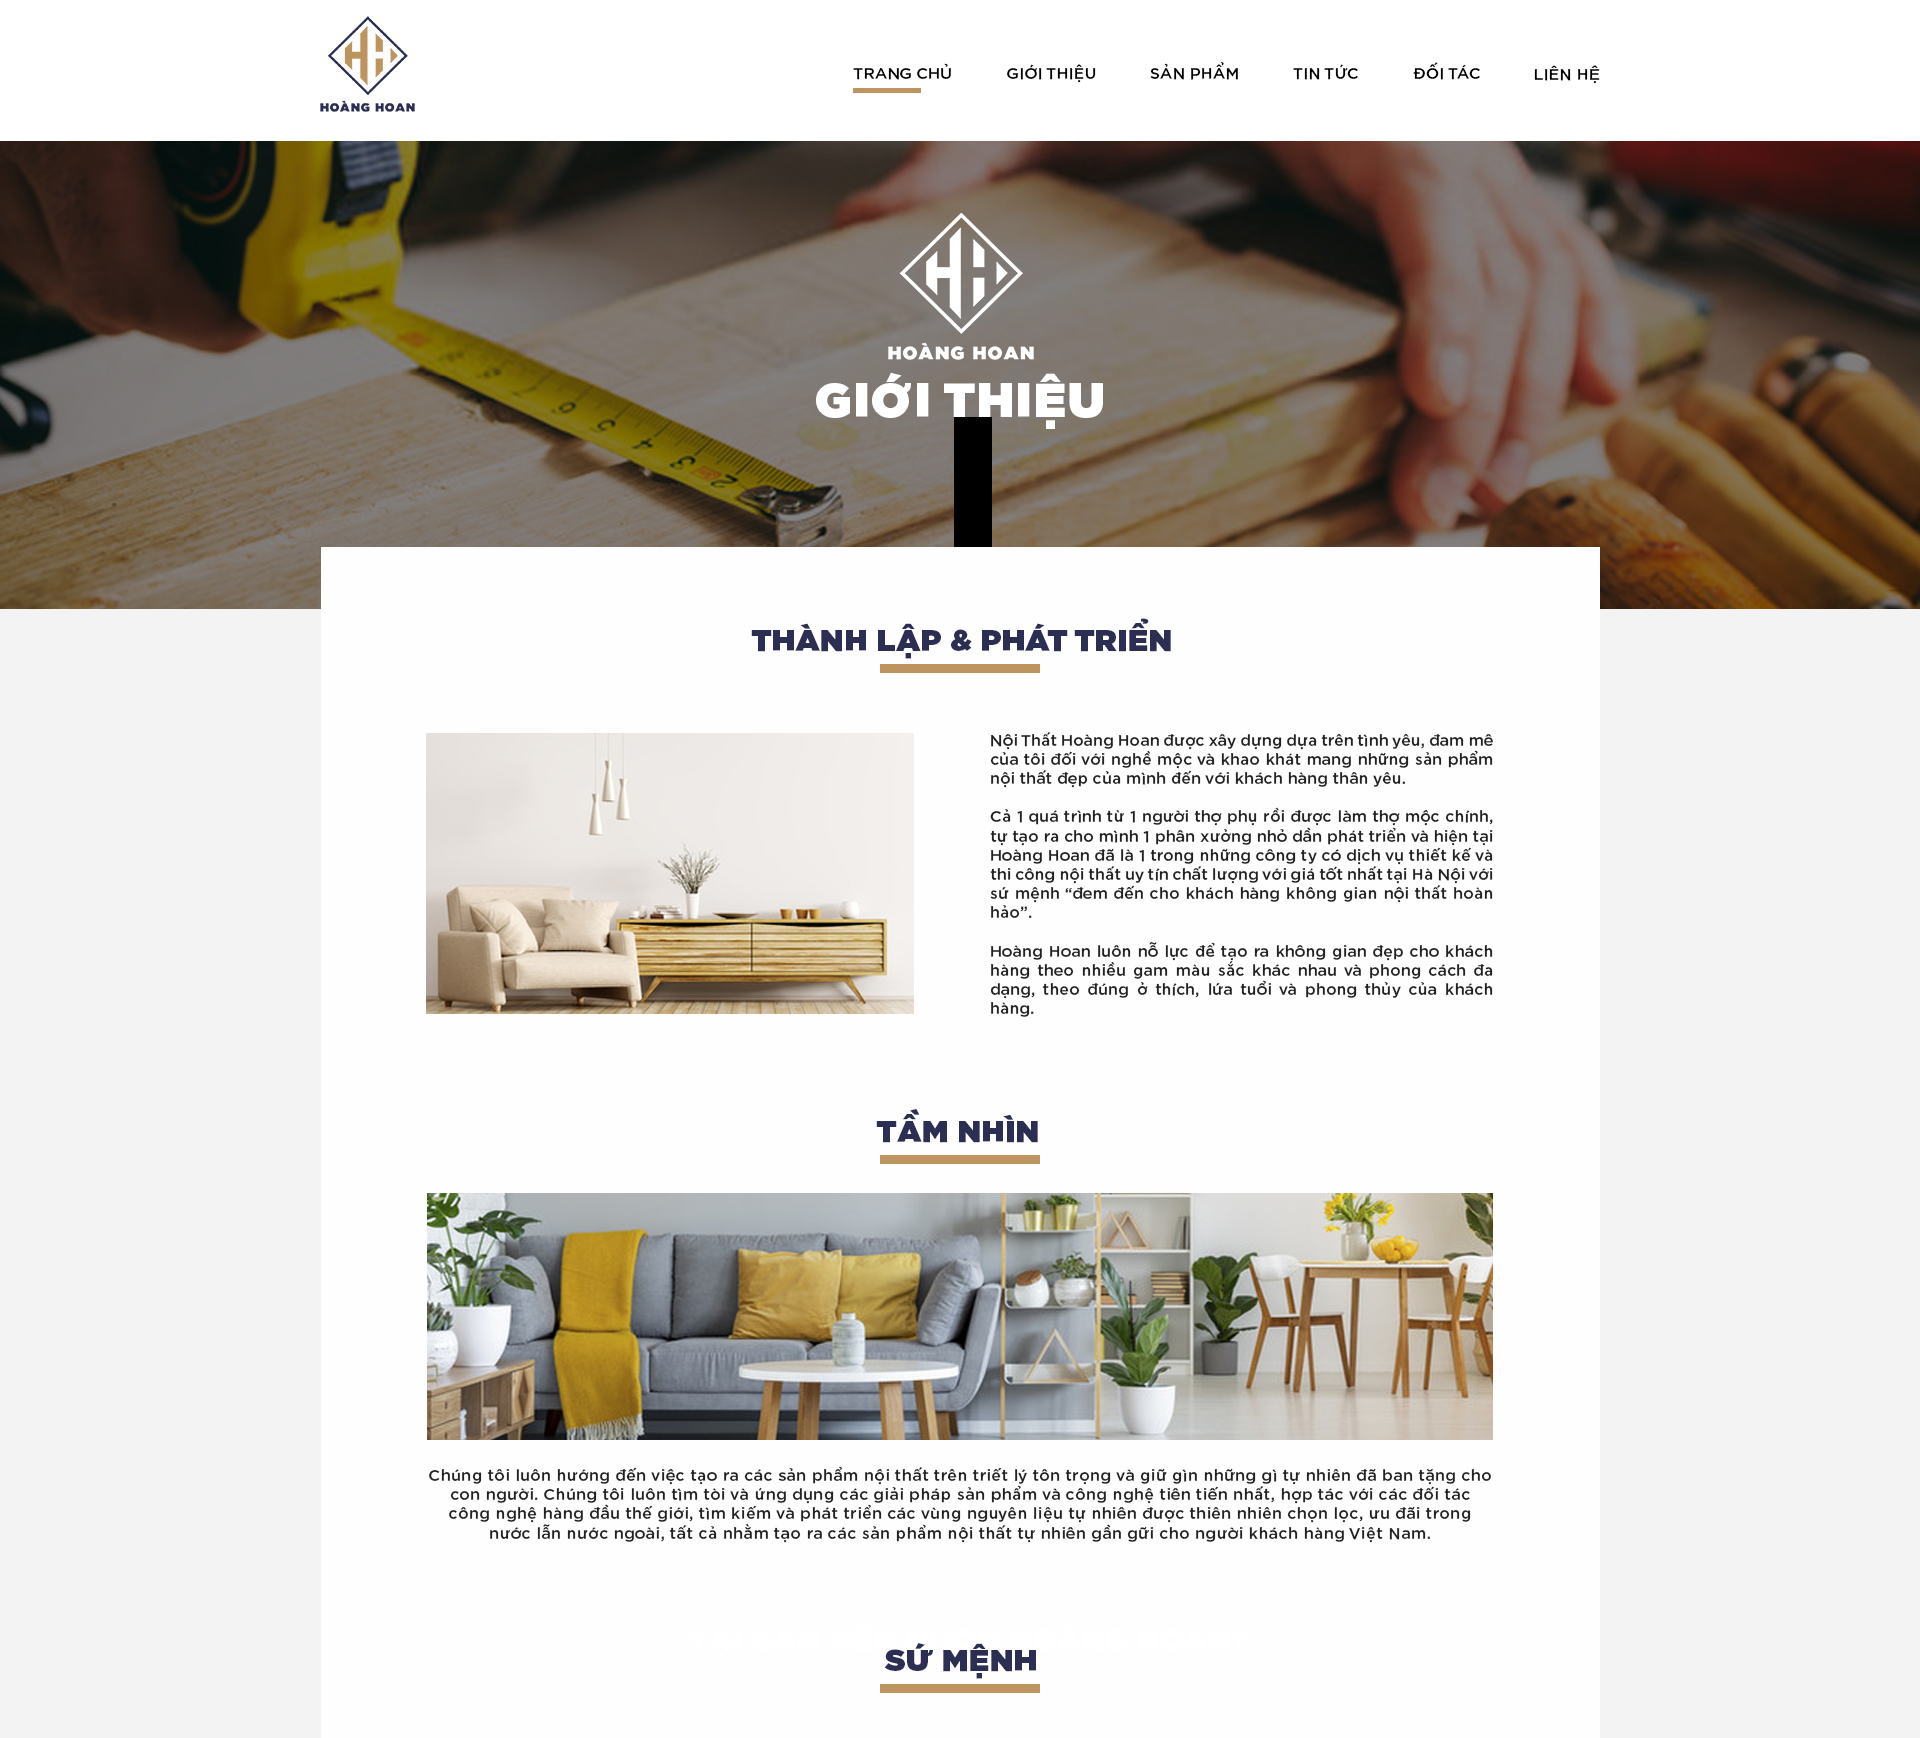 HOÀNG HOAN
TRANG CHỦ GIỚI THIỆU SẢN PHẨM TIN TỨC ĐỐI TÁC LIÊN HỆ
HOÀNG HOAN
GIỚI THIỆU
5 4 3 2
THÀNH LẬP & PHÁT TRIỂN
Nội Thất Hoàng Hoan được xây dựng dựa trên tình yêu, đam mê
của tôi đối với nghề mộc và khao khát mang những sản phẩm
nội thất đẹp của mình đến với khách hàng thân yêu.
Cả 1 quá trình từ 1 người thợ phụ rồi được làm thợ mộc chính,
tự tạo ra cho mình 1 phân xưởng nhỏ dần phát triển và hiện tại
Hoàng Hoan đã là 1 trong những công ty có dịch vụ thiết kế và
thi công nội thất uy tín chất lượng với giá tốt nhất tại Hà Nội với
sứ mệnh “đem đến cho khách hàng không gian nội thất hoàn
hảo”.
Hoàng Hoan luôn nỗ lực để tạo ra không gian đẹp cho khách
hàng theo nhiều gam màu sắc khác nhau và phong cách đa
dạng, theo đúng ở thích, lứa tuổi và phong thủy của khách
hàng.
TẦM NHÌN
Chúng tôi luôn hướng đến việc tạo ra các sản phẩm nội thất trên triết lý tôn trọng và giữ gìn những gì tự nhiên đã ban tặng cho
con người. Chúng tôi luôn tìm tòi và ứng dụng các giải pháp sản phẩm và công nghệ tiên tiến nhất, hợp tác với các đối tác
công nghệ hàng đầu thế giới, tìm kiếm và phát triển các vùng nguyên liệu tự nhiên được thiên nhiên chọn lọc, ưu đãi trong
nước lẫn nước ngoài, tất cả nhằm tạo ra các sản phẩm nội thất tự nhiên gần gũi cho người khách hàng Việt Nam.
SỨ MỆNH